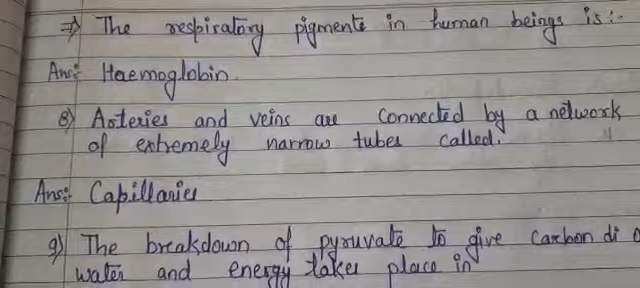 7) The respiratory pigmente in human beings is:-
Ans: Haemoglobin.
8) Arteries and veins are connected by a network
of extremely narrow tubes called.
Ans: Capillaries
9) The breakdown of pyruvate to give carbon di o
water and energy takes place in